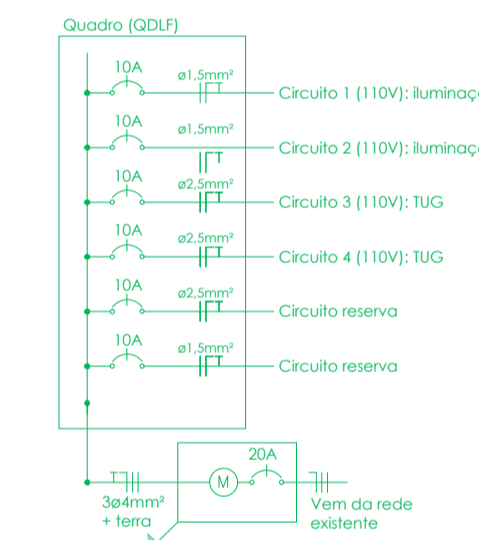 Quadro (QDLF)
10A
ø1,5mm²
Circuito 1 (110V): iluminaç
10A
ø1,5mm²
Circuito 2 (110V): iluminaç
10A
ø2,5mm²
Circuito 3 (110V): TUG
10A
ø2,5mm²
Circuito 4 (110V): TUG
10A
ø2,5mm²
Circuito reserva
10A
ø1,5mm²
Circuito reserva
20A
M
3ø4mm²
+ terra
Vem da rede
existente